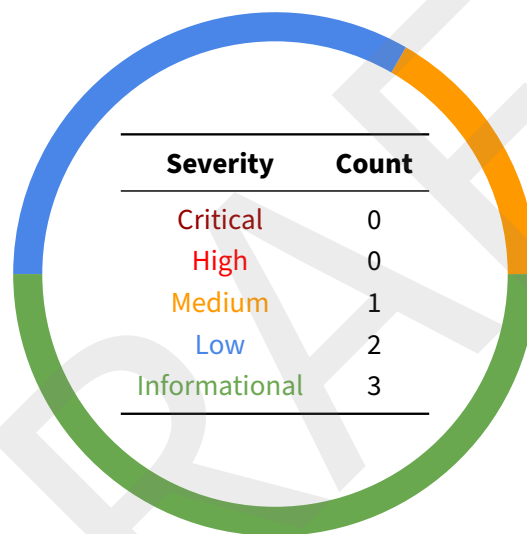 Severity Count
Critical 0
High 0
Medium 1
Low 2
Informational 3